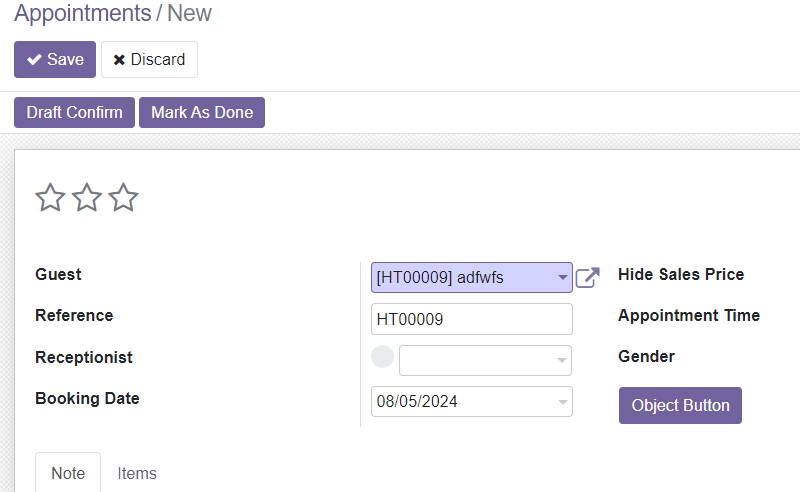 Appointments / New
Save Discard
Draft Confirm Mark As Done
Guest [HT00009] adfwfs Hide Sales Price
Reference HT00009 Appointment Time
Receptionist Gender
Booking Date 08/05/2024 Object Button
Note Items